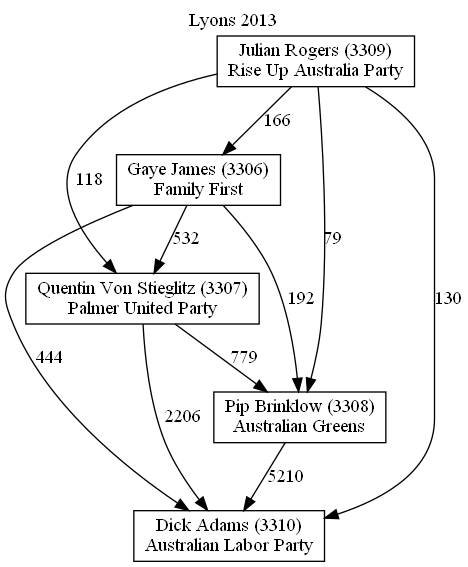 Lyons 2013
Julian Rogers (3309)
Rise Up Australia Party
166
Gaye James (3306)
Family First
118
532
79
Quentin Von Stieglitz (3307)
Palmer United Party
192
130
444
779
Pip Brinklow (3308)
Australian Greens
2206
5210
Dick Adams (3310)
Australian Labor Party